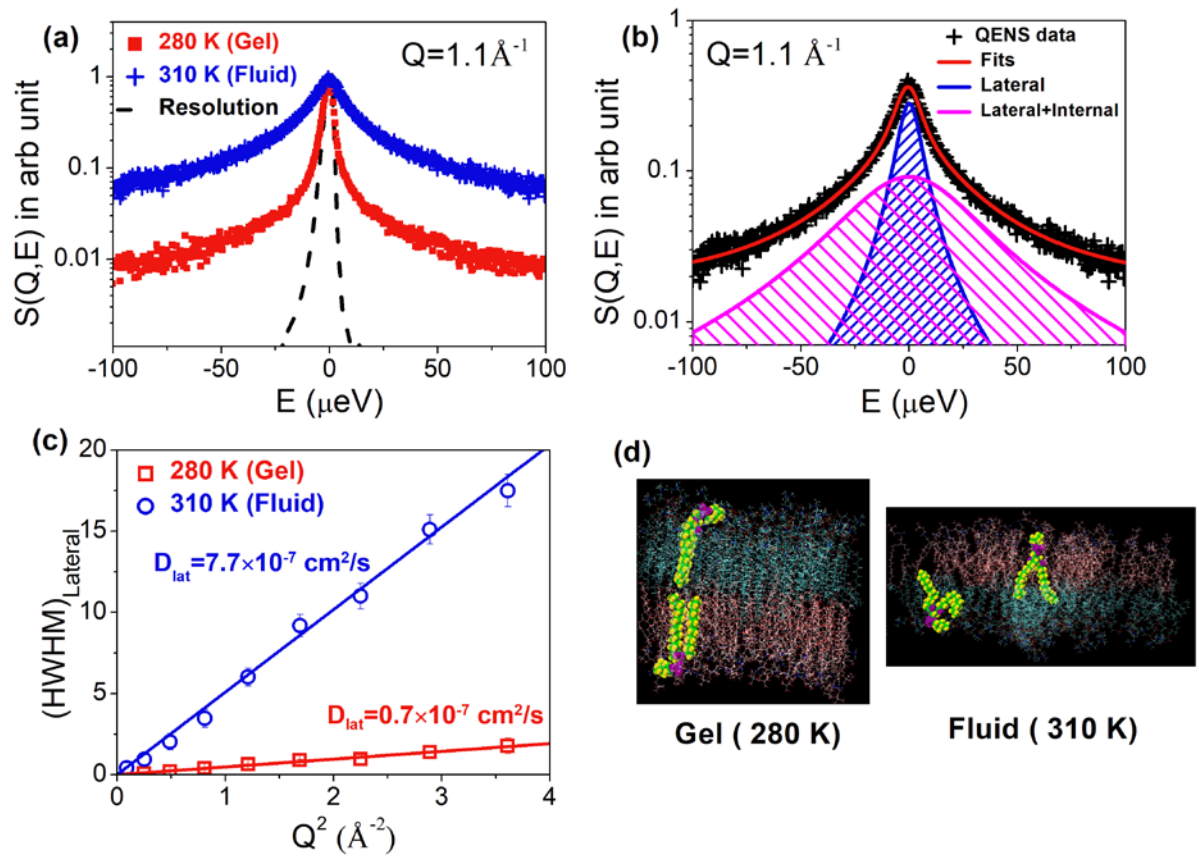 (a)
280 K (Gel)
310 K (Fluid)
Resolution
Q=1.1Å⁻¹
S(Q,E) in arb unit
1
0.1
0.01
-100
-50
0
50
100
E (μeV)
(b)
Q=1.1 Å⁻¹
QENS data
Fits
Lateral
Lateral+Internal
S(Q,E) in arb unit
1
0.1
0.01
-100
-50
0
50
100
E (μeV)
(c)
280 K (Gel)
310 K (Fluid)
D_lat=7.7×10⁻⁷ cm²/s
D_lat=0.7×10⁻⁷ cm²/s
(HWHM)_Lateral
20
15
10
5
0
0
1
2
3
4
Q² (Å⁻²)
(d)
Gel ( 280 K)
Fluid ( 310 K)